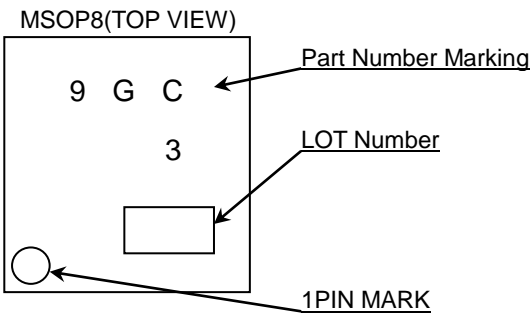 MSOP8(TOP VIEW)
Part Number Marking
9 G C
LOT Number
3
1PIN MARK